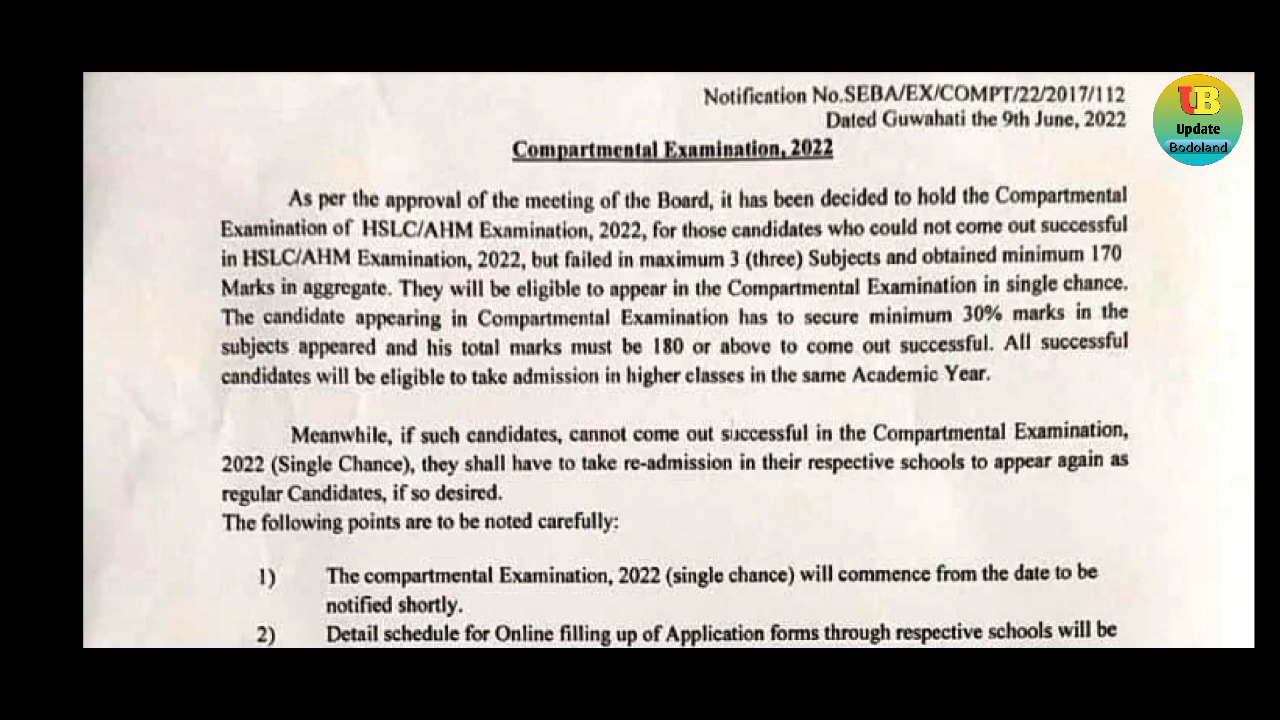 Notification No.SEBA/EX/COMPT/22/2017/112
Dated Guwahati the 9th June, 2022
UB
Update
Bodoland
Compartmental Examination, 2022
As per the approval of the meeting of the Board, it has been decided to hold the Compartmental
Examination of HSLC/AHM Examination, 2022, for those candidates who could not come out successful
in HSLC/AHM Examination, 2022, but failed in maximum 3 (three) Subjects and obtained minimum 170
Marks in aggregate. They will be eligible to appear in the Compartmental Examination in single chance.
The candidate appearing in Compartmental Examination has to secure minimum 30% marks in the
subjects appeared and his total marks must be 180 or above to come out successful. All successful
candidates will be eligible to take admission in higher classes in the same Academic Year.
Meanwhile, if such candidates, cannot come out successful in the Compartmental Examination,
2022 (Single Chance), they shall have to take re-admission in their respective schools to appear again as
regular Candidates, if so desired.
The following points are to be noted carefully:
1) The compartmental Examination, 2022 (single chance) will commence from the date to be
notified shortly.
2) Detail schedule for Online filling up of Application forms through respective schools will be